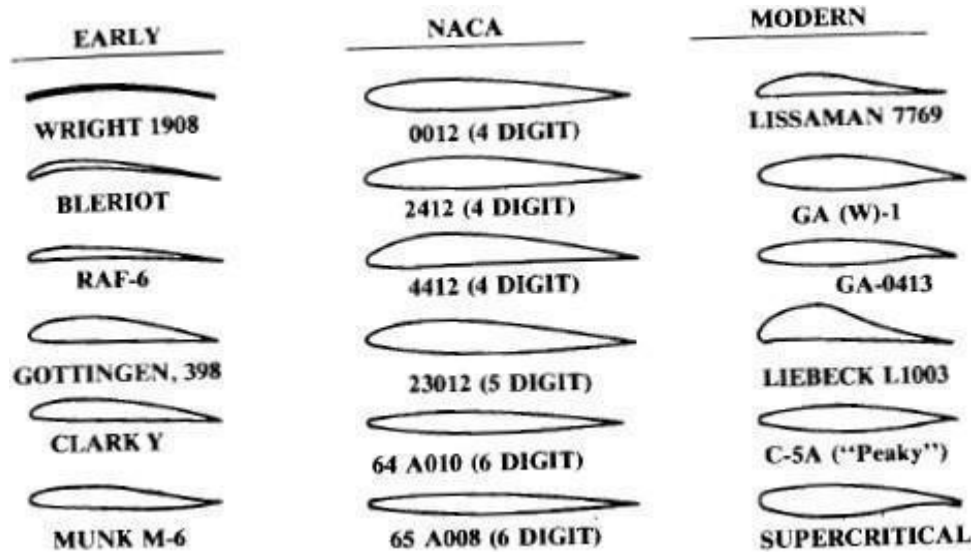 EARLY
WRIGHT 1908
BLERIOT
RAF-6
GOTTINGEN, 398
CLARK Y
MUNK M-6
NACA
0012 (4 DIGIT)
2412 (4 DIGIT)
4412 (4 DIGIT)
23012 (5 DIGIT)
64 A010 (6 DIGIT)
65 A008 (6 DIGIT)
MODERN
LISSAMAN 7769
GA (W)-1
GA-0413
LIEBECK L1003
C-5A ("Peaky")
SUPERCRITICAL